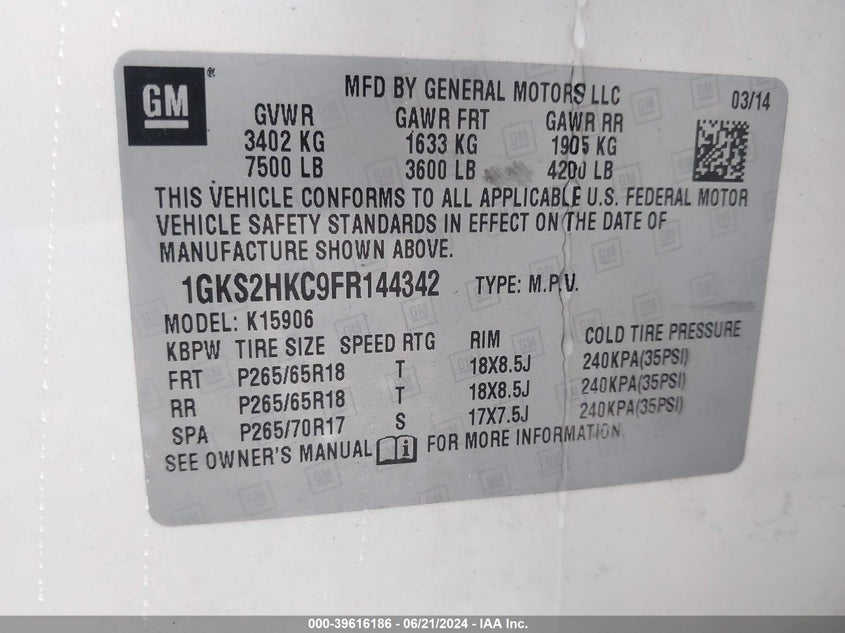 GM®
MFD BY GENERAL MOTORS LLC
03/14
GVWR GAWR FRT GAWR RR
3402 KG 1633 KG 1905 KG
7500 LB 3600 LB 4200 LB
THIS VEHICLE CONFORMS TO ALL APPLICABLE U.S. FEDERAL MOTOR
VEHICLE SAFETY STANDARDS IN EFFECT ON THE DATE OF
MANUFACTURE SHOWN ABOVE.
1GKS2HKC9FR144342 TYPE: M.P.V.
MODEL: K15906
KBPW TIRE SIZE SPEED RTG RIM COLD TIRE PRESSURE
FRT P265/65R18 T 18X8.5J 240KPA(35PSI)
RR P265/65R18 T 18X8.5J 240KPA(35PSI)
SPA P265/70R17 S 17X7.5J 240KPA(35PSI)
SEE OWNER'S MANUAL i FOR MORE INFORMATION
000-39616186 - 06/21/2024 - IAA Inc.